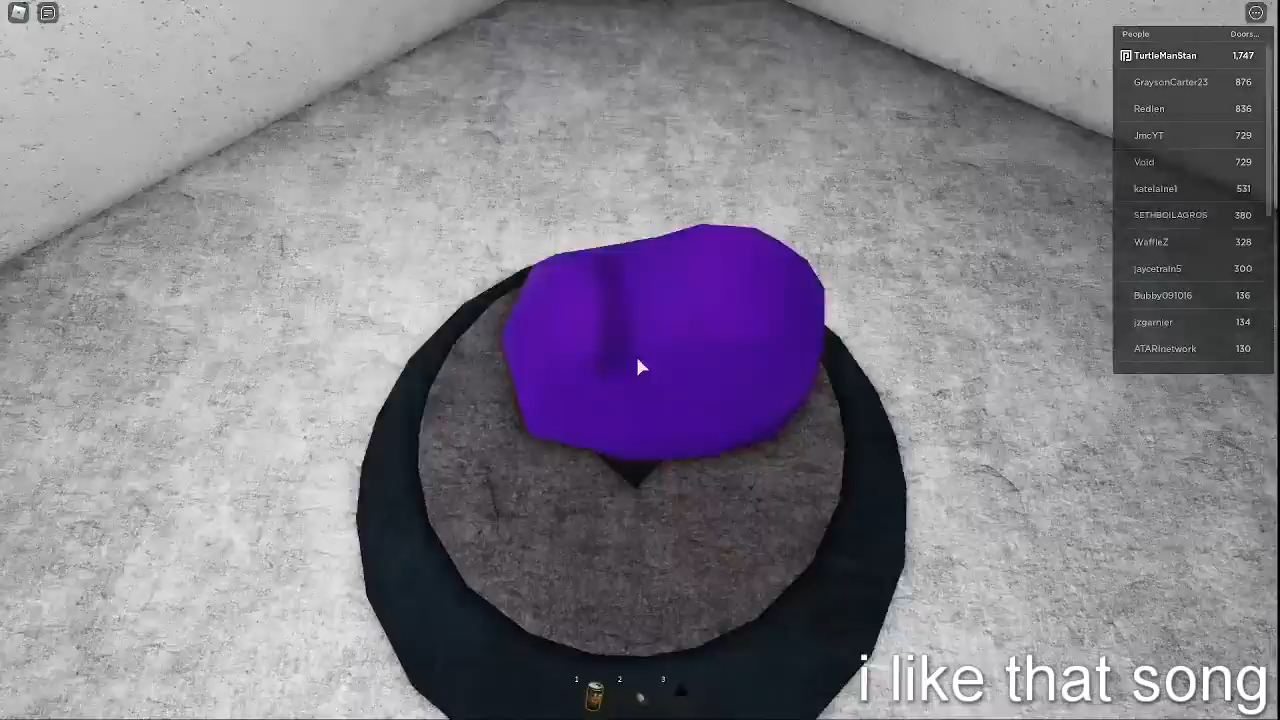 People Doors...
TurtleManStan 1,747
GraysonCarter23 876
Redlen 836
JmcYT 729
Void 729
katelaine1 531
SETHBOILAGROS 380
WaffleZ 328
jaycetrain5 300
Bubby091016 136
jzgarnier 134
ATARInetwork 130
1 2 3
i like that song